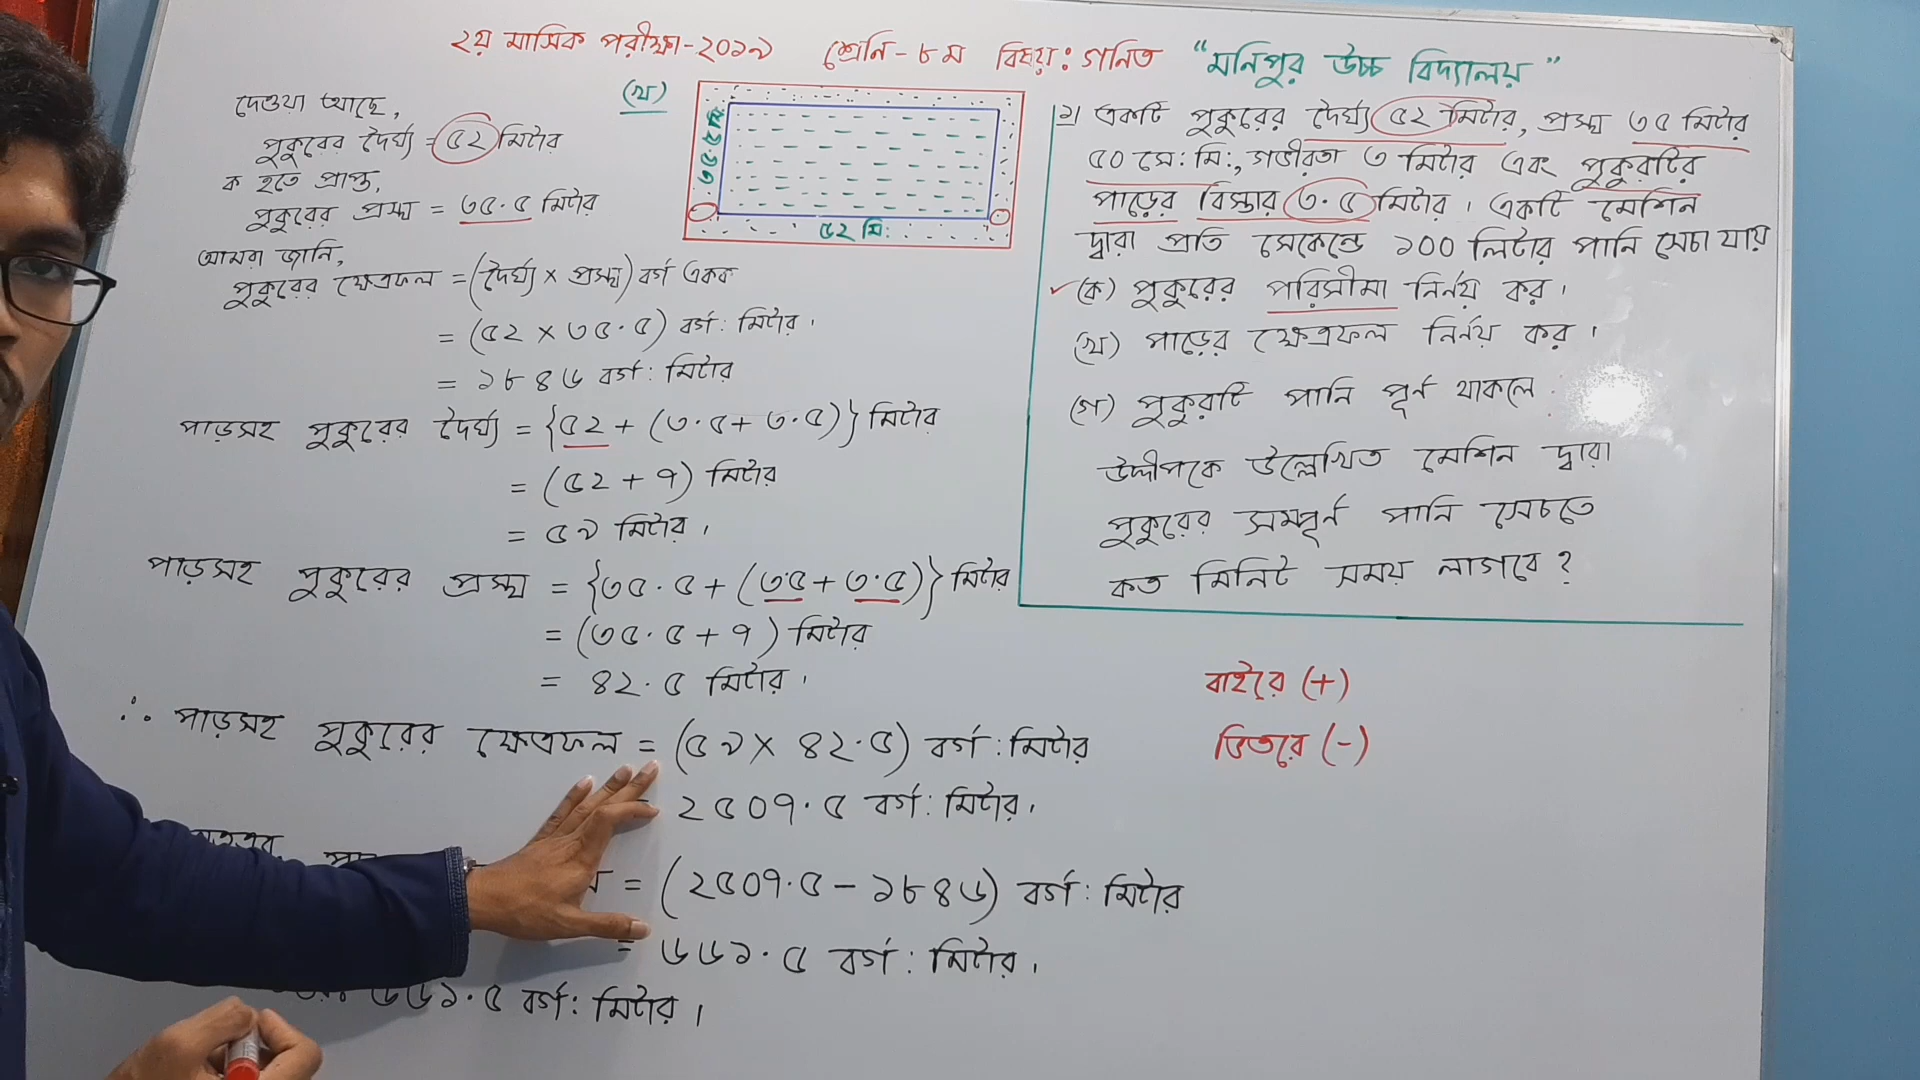 ২য় মাসিক পরীক্ষা-২০১৯ শ্রেনি-৮ম বিষয়: গনিত "মনিপুর উচ্চ বিদ্যালয়"
দেওয়া আছে,
পুকুরের দৈর্ঘ্য = ৫২ মিটার
ক হতে প্রাপ্ত,
পুকুরের প্রস্থ = ৩৫.৫ মিটার
আমরা জানি,
পুকুরের ক্ষেত্রফল = (দৈর্ঘ্য × প্রস্থ) বর্গ একক
= (৫২ × ৩৫.৫) বর্গ: মিটার।
= ১৮৪৬ বর্গ: মিটার
পাড়সহ পুকুরের দৈর্ঘ্য = {৫২ + (৩.৫+৩.৫)} মিটার
= (৫২ + ৭) মিটার
= ৫৯ মিটার।
পাড়সহ পুকুরের প্রস্থ = {৩৫.৫ + (৩.৫ + ৩.৫)} মিটার
= (৩৫.৫ + ৭) মিটার
= ৪২.৫ মিটার।
∴ পাড়সহ পুকুরের ক্ষেত্রফল = (৫৯ × ৪২.৫) বর্গ: মিটার
= ২৫০৭.৫ বর্গ: মিটার।
= (২৫০৭.৫ - ১৮৪৬) বর্গ: মিটার
= ৬৬১.৫ বর্গ: মিটার।
৬৬১.৫ বর্গ: মিটার।
(খ)
৩৫.৫ মি:
৫২ মি:
১। একটি পুকুরের দৈর্ঘ্য ৫২ মিটার, প্রস্থ ৩৫ মিটার
৫০ সে: মি:, গভীরতা ৩ মিটার এবং পুকুরটির
পাড়ের বিস্তার ৩.৫ মিটার। একটি মেশিন
দ্বারা প্রতি সেকেন্ডে ১০০ লিটার পানি সেচা যায়
(ক) পুকুরের পরিসীমা নির্নয় কর।
(খ) পাড়ের ক্ষেত্রফল নির্নয় কর।
(গ) পুকুরটি পানি পূর্ন থাকলে
উদ্দীপকে উল্লেখিত মেশিন দ্বারা
পুকুরের সম্পূর্ন পানি সেচতে
কত মিনিট সময় লাগবে?
বাইরে (+)
ভিতরে (-)